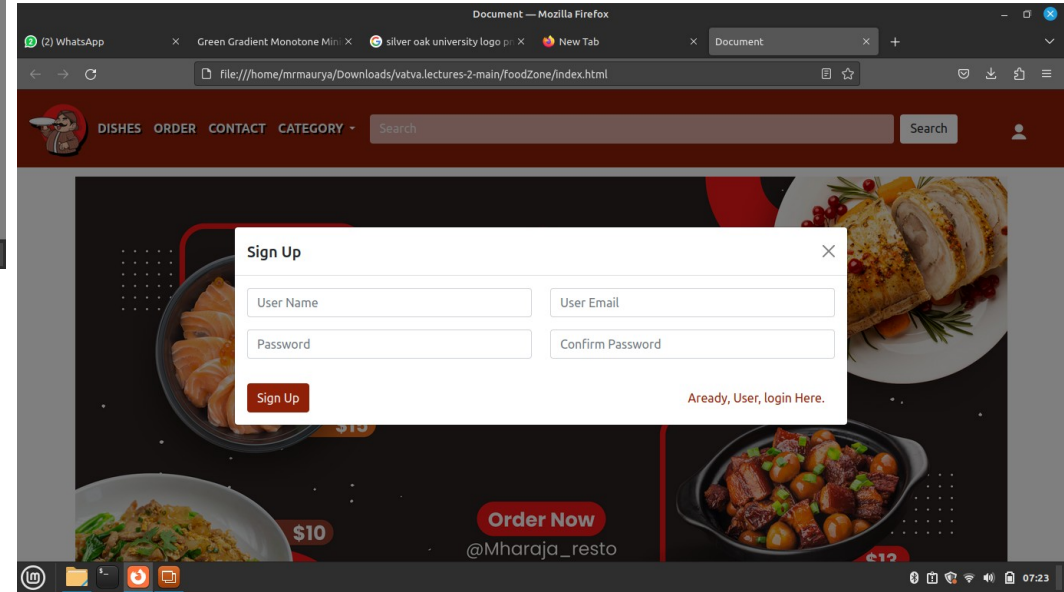 Document — Mozilla Firefox
(2) WhatsApp
Green Gradient Monotone Mini
silver oak university logo pn
New Tab
Document
file:///home/mrmaurya/Downloads/vatva.lectures-2-main/foodZone/index.html
DISHES ORDER CONTACT CATEGORY Search Search
Sign Up
User Name User Email
Password Confirm Password
Sign Up Aready, User, login Here.
$15
$10
Order Now
@Mharaja_resto
$13
07:23